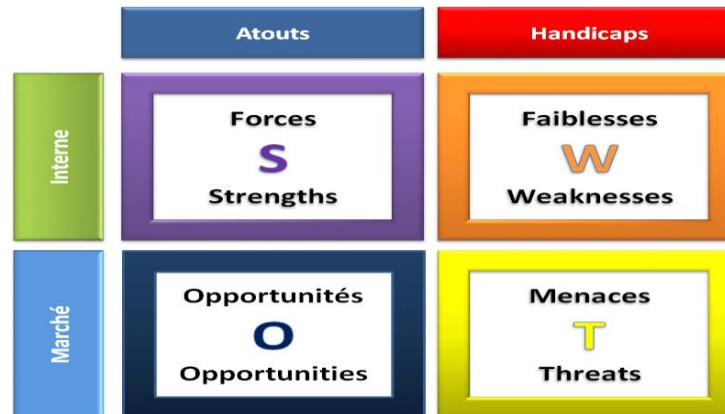 Atouts
Handicaps
Interne
Forces
S
Strengths
Faiblesses
W
Weaknesses
Marché
Opportunités
O
Opportunities
Menaces
T
Threats